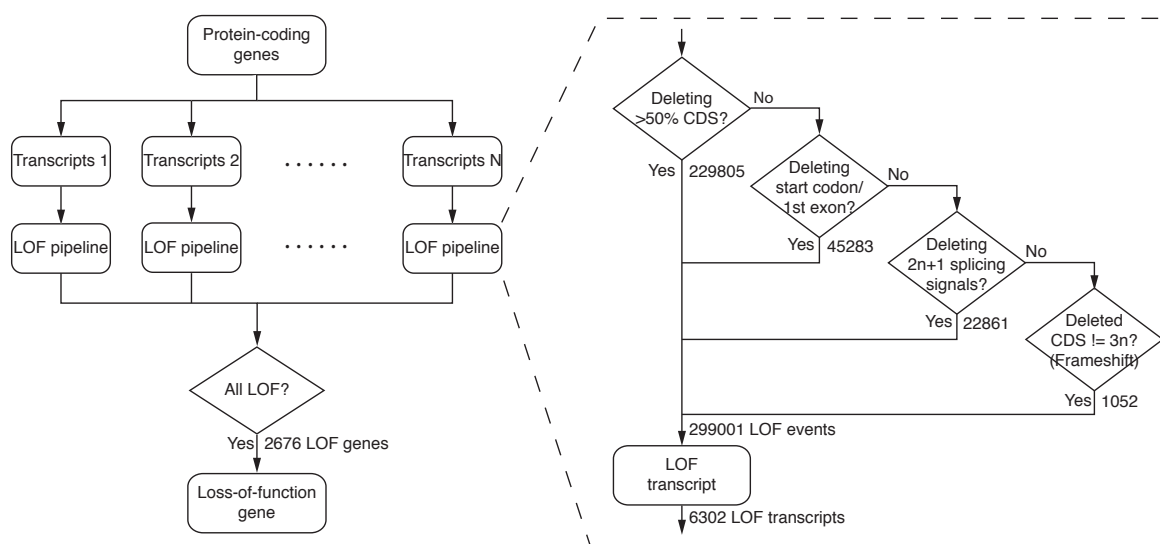 Protein-coding
genes
Transcripts 1
Transcripts 2
......
Transcripts N
LOF pipeline
LOF pipeline
......
LOF pipeline
All LOF?
Yes
2676 LOF genes
Loss-of-function
gene
Deleting
>50% CDS?
No
Yes
229805
Deleting
start codon/
1st exon?
No
Yes
45283
Deleting
2n+1 splicing
signals?
No
Yes
22861
Deleted
CDS != 3n?
(Frameshift)
Yes
1052
299001 LOF events
LOF
transcript
6302 LOF transcripts